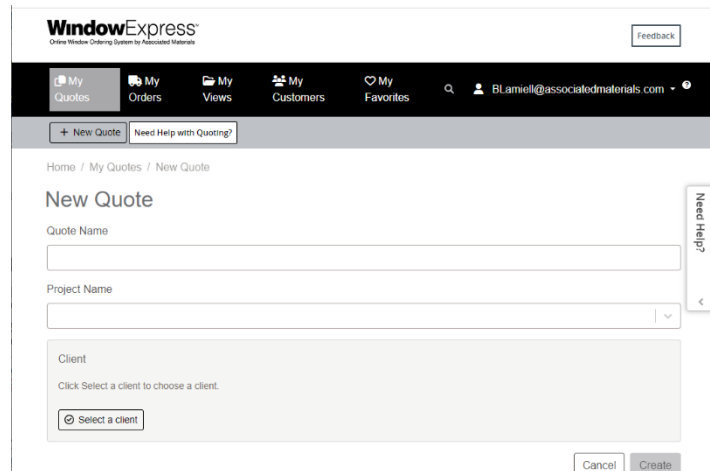 WindowExpress™
Online Window Ordering System by Associated Materials
Feedback
My Quotes
My Orders
My Views
My Customers
My Favorites
BLamiell@associatedmaterials.com
?
+ New Quote
Need Help with Quoting?
Home / My Quotes / New Quote
New Quote
Need Help?
Quote Name
Project Name
Client
Click Select a client to choose a client.
Select a client
Cancel
Create